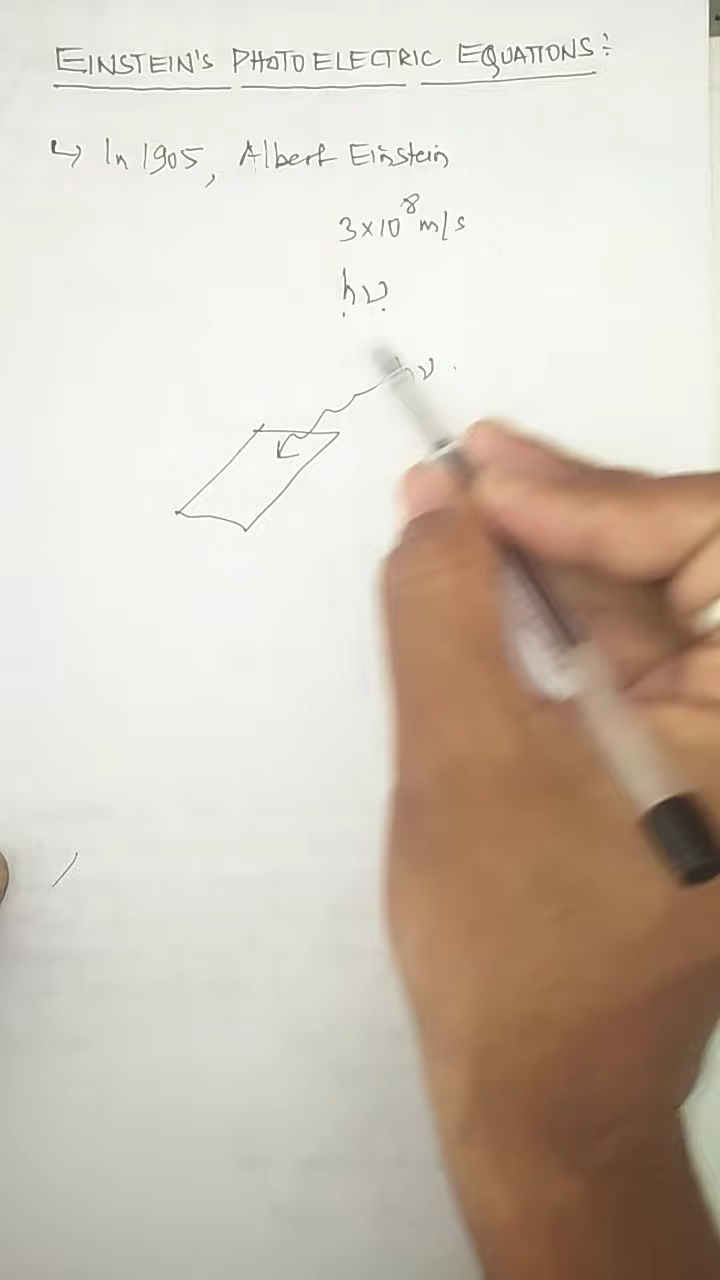 EINSTEIN'S PHOTOELECTRIC EQUATIONS:
↳ In 1905, Albert Einstein
3×10⁸ m/s
hν
hν